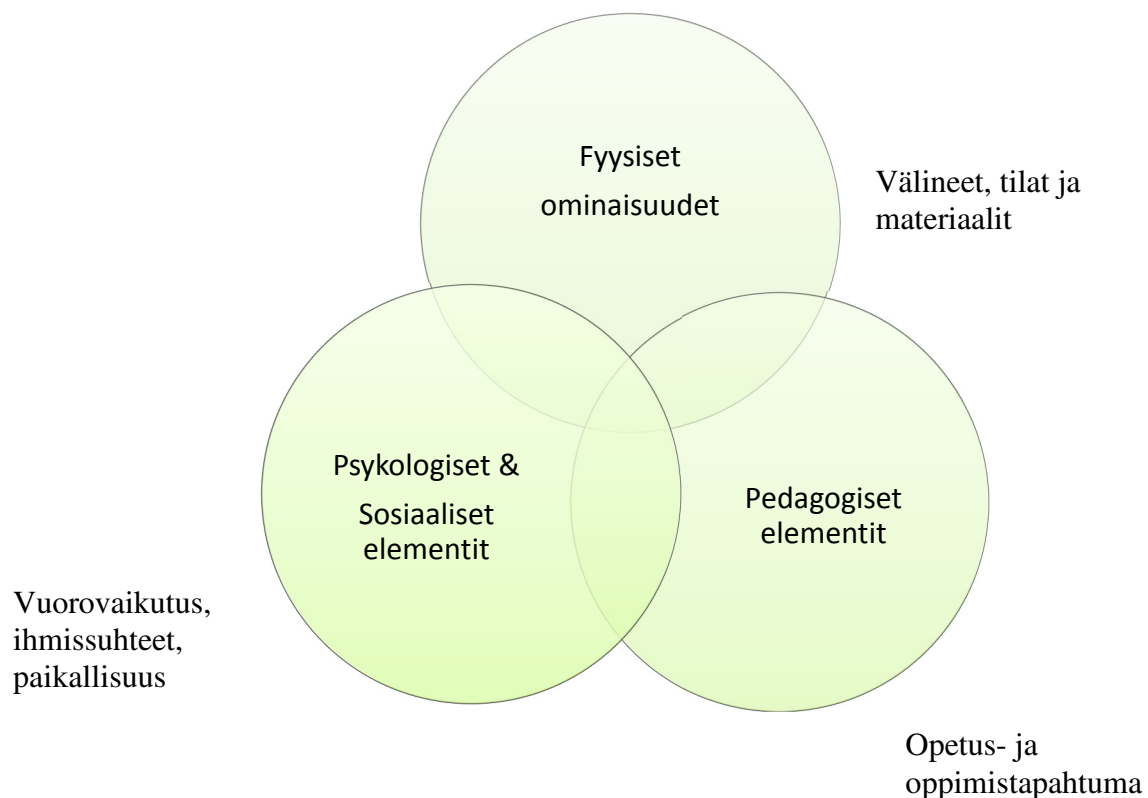 Fyysiset
ominaisuudet
Välineet, tilat ja
materiaalit
Psykologiset &
Sosiaaliset
elementit
Pedagogiset
elementit
Vuorovaikutus,
ihmissuhteet,
paikallisuus
Opetus- ja
oppimistapahtuma